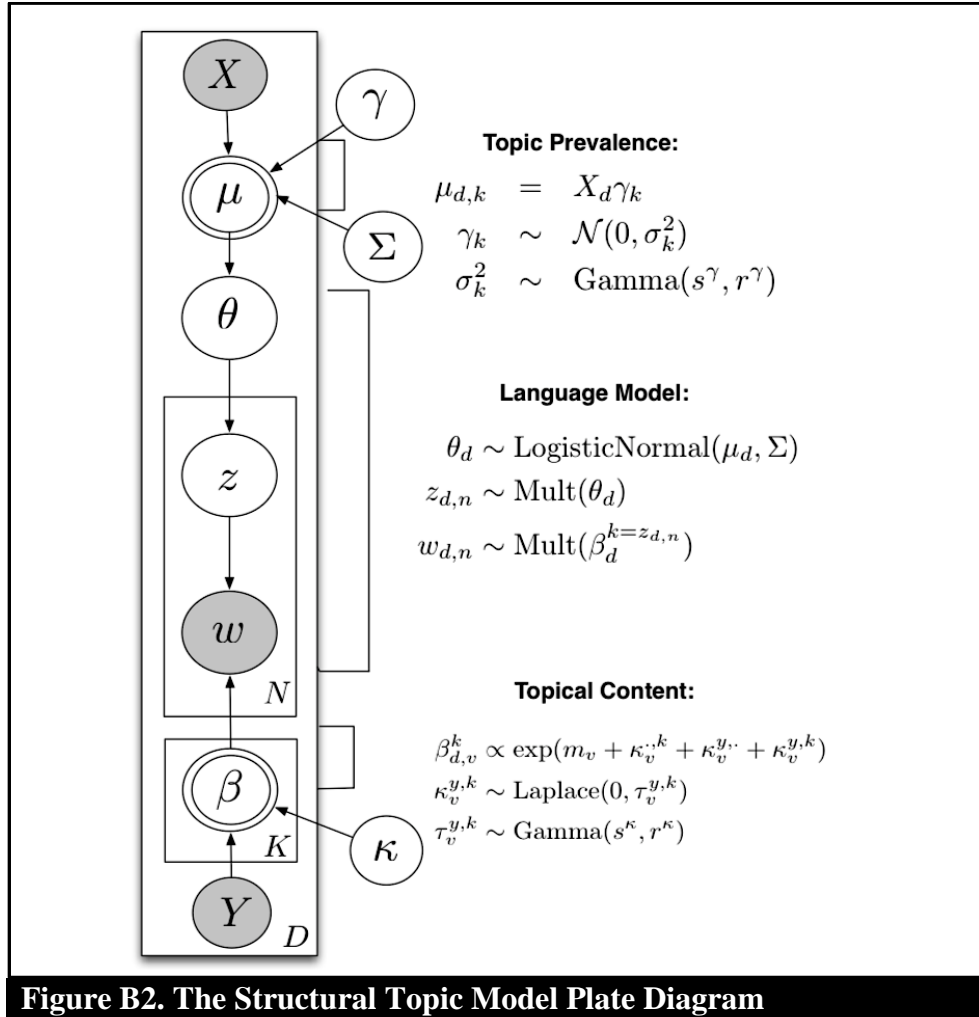 X
γ
Topic Prevalence:
μ_{d,k} = X_d γ_k
μ
γ_k ∼ 𝒩(0, σ_k^2)
Σ
σ_k^2 ∼ Gamma(s^γ, r^γ)
θ
Language Model:
θ_d ∼ LogisticNormal(μ_d, Σ)
z
z_{d,n} ∼ Mult(θ_d)
w_{d,n} ∼ Mult(β_d^{k=z_{d,n}})
w
N
Topical Content:
β_{d,v}^k ∝ exp(m_v + κ_v^{·,k} + κ_v^{y,·} + κ_v^{y,k})
β
κ_v^{y,k} ∼ Laplace(0, τ_v^{y,k})
K
κ
τ_v^{y,k} ∼ Gamma(s^κ, r^κ)
Y
D
Figure B2. The Structural Topic Model Plate Diagram